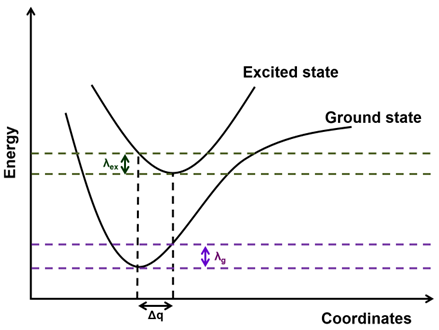 Excited state
Ground state
Energy
λex
λg
Δq
Coordinates